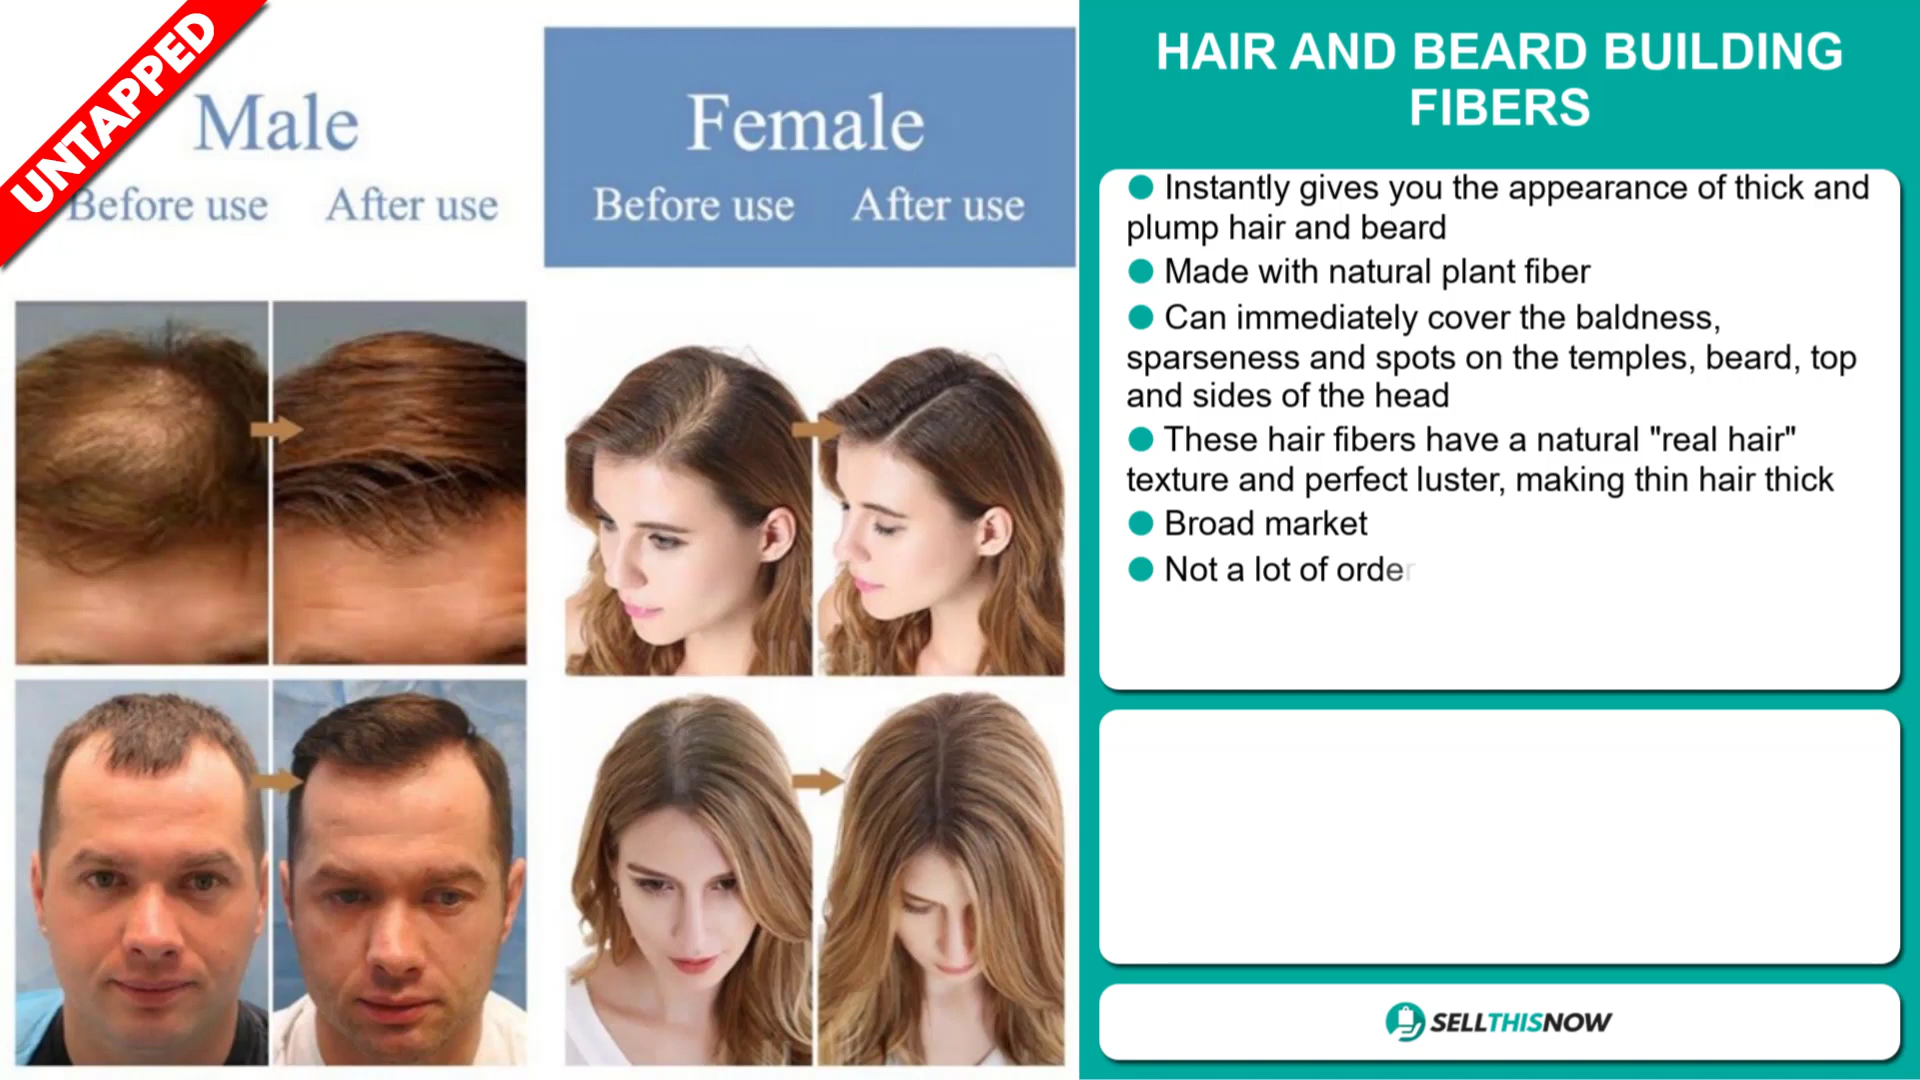 UNTAPPED
Male
Before use After use
Female
Before use After use
HAIR AND BEARD BUILDING
FIBERS
● Instantly gives you the appearance of thick and
plump hair and beard
● Made with natural plant fiber
● Can immediately cover the baldness,
sparseness and spots on the temples, beard, top
and sides of the head
● These hair fibers have a natural "real hair"
texture and perfect luster, making thin hair thick
● Broad market
● Not a lot of order
SELLTHISNOW